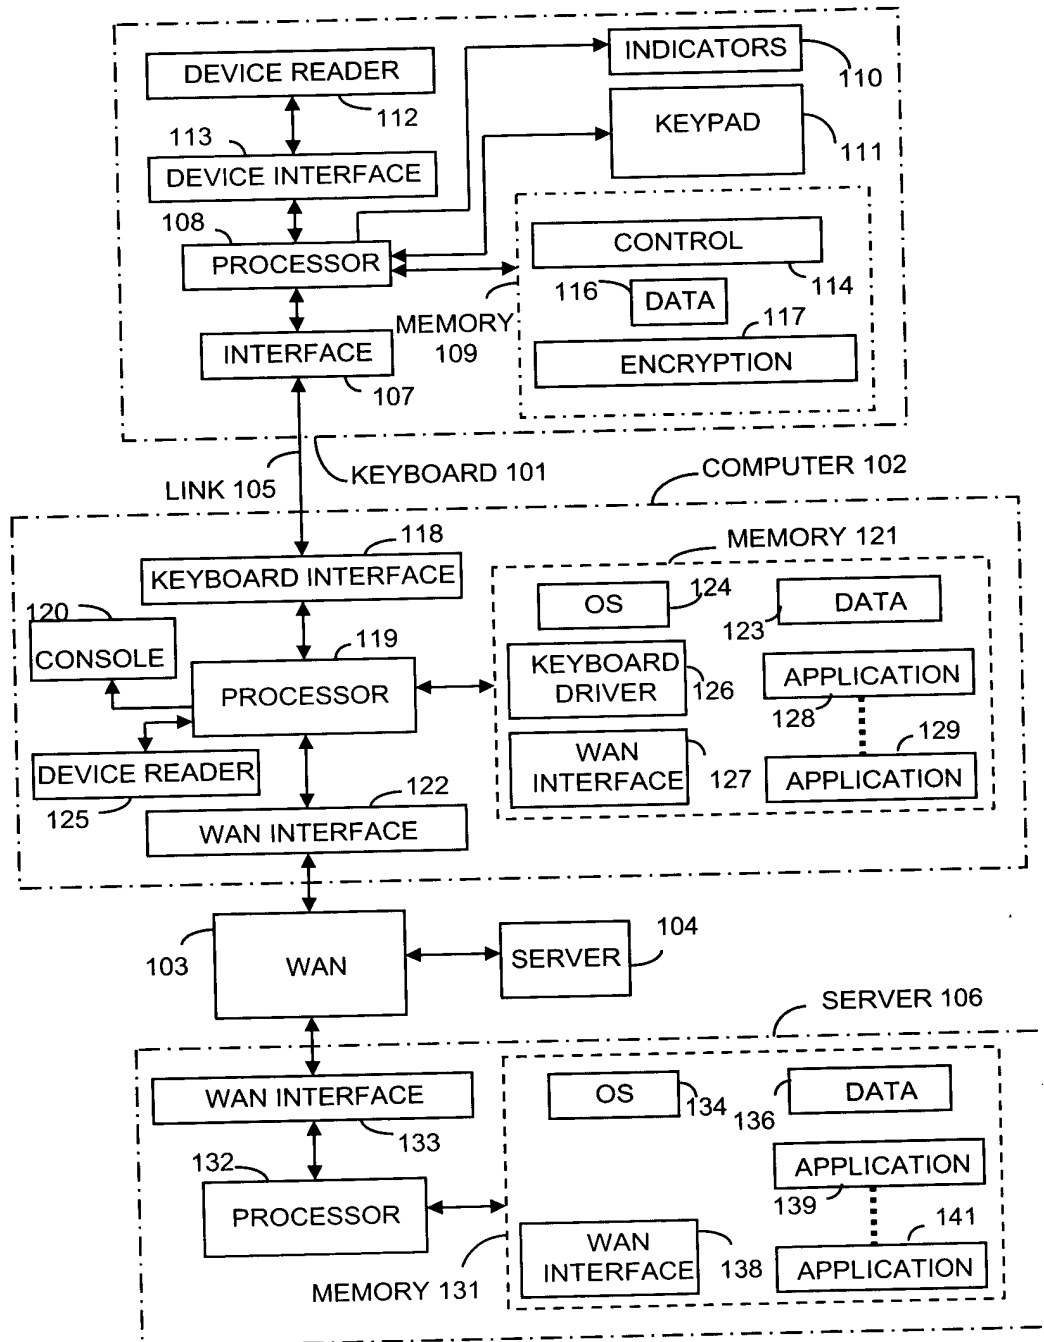 DEVICE READER
112
INDICATORS
110
KEYPAD
111
113
DEVICE INTERFACE
108
PROCESSOR
CONTROL
114
116
DATA
117
ENCRYPTION
MEMORY
109
INTERFACE
107
LINK 105
KEYBOARD 101
COMPUTER 102
118
KEYBOARD INTERFACE
MEMORY 121
OS
124
DATA
123
120
CONSOLE
119
PROCESSOR
KEYBOARD
DRIVER
126
APPLICATION
128
DEVICE READER
125
WAN
INTERFACE
127
129
APPLICATION
122
WAN INTERFACE
103
WAN
SERVER
104
SERVER 106
WAN INTERFACE
133
OS
134
DATA
136
132
PROCESSOR
APPLICATION
139
MEMORY 131
WAN
INTERFACE
138
141
APPLICATION